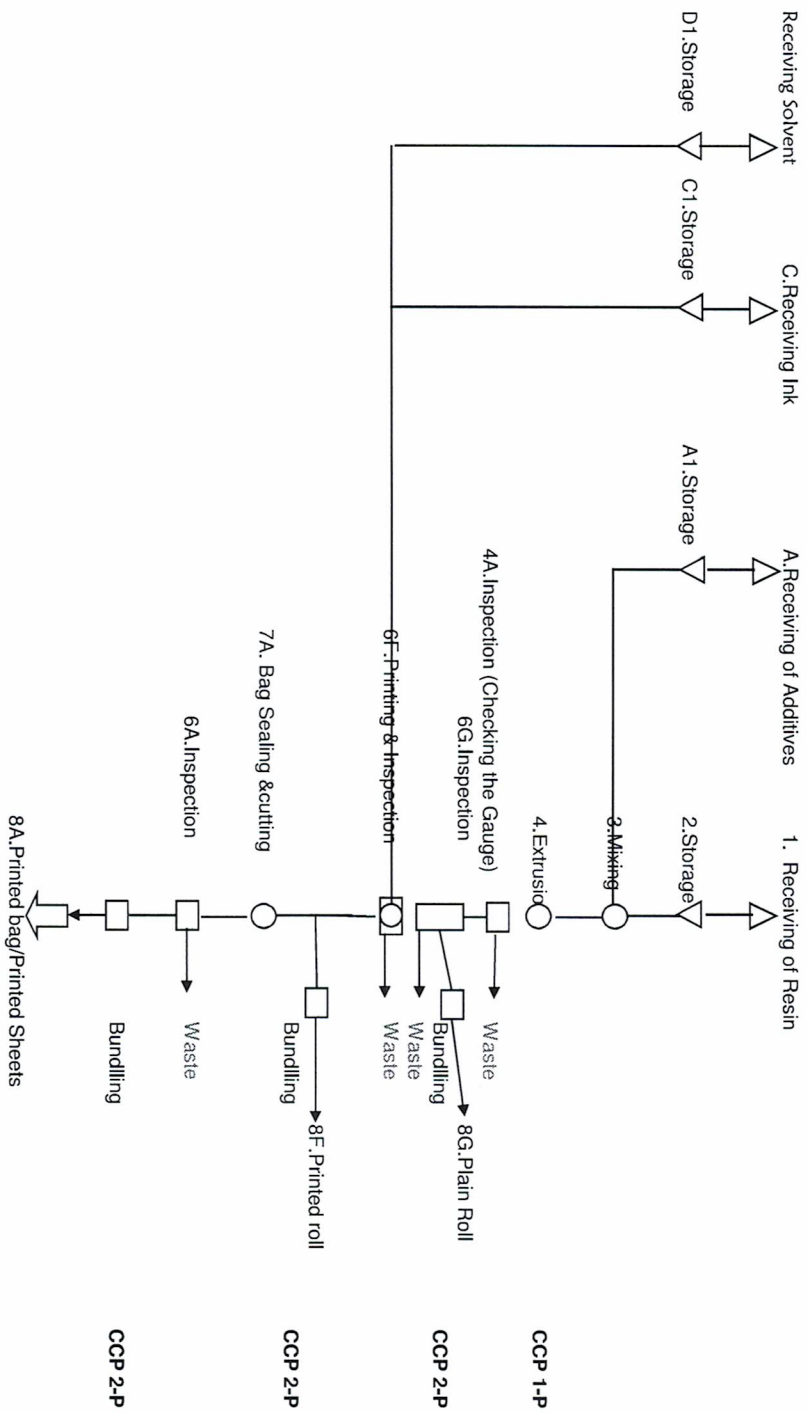 Receiving Solvent
C.Receiving Ink
A.Receiving of Additives
1. Receiving of Resin
D1.Storage
C1.Storage
A1.Storage
2.Storage
3.Mixing
4.Extrusio
CCP 1-P
4A.Inspection (Checking the Gauge)
Waste
6G.Inspection
8G.Plain Roll
Bundlling
CCP 2-P
Waste
6F.Printing & Inspection
Waste
8F.Printed roll
Bundlling
CCP 2-P
7A. Bag Sealing &cutting
6A.Inspection
Waste
Bundlling
CCP 2-P
8A.Printed bag/Printed Sheets